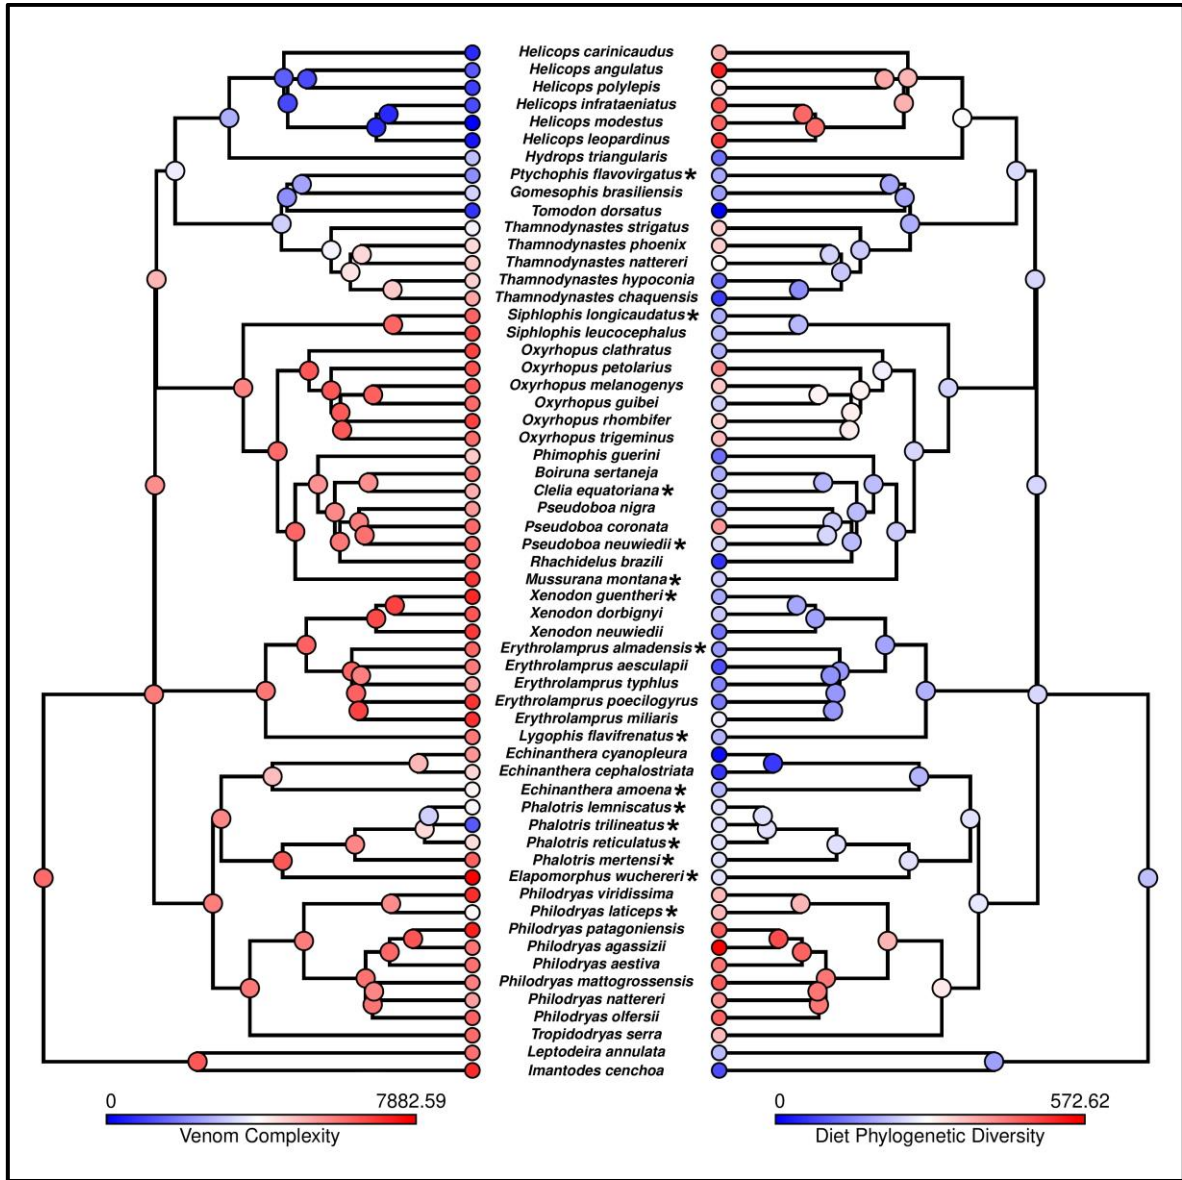 Helicops carinicaudus
Helicops angulatus
Helicops polylepis
Helicops infrataeniatus
Helicops modestus
Helicops leopardinus
Hydrops triangularis
Ptychophis flavovirgatus*
Gomesophis brasiliensis
Tomodon dorsatus
Thamnodynastes strigatus
Thamnodynastes phoenix
Thamnodynastes nattereri
Thamnodynastes hypoconia
Thamnodynastes chaquensis
Siphlophis longicaudatus*
Siphlophis leucocephalus
Oxyrhopus clathratus
Oxyrhopus petolarius
Oxyrhopus melanogenys
Oxyrhopus guibei
Oxyrhopus rhombifer
Oxyrhopus trigeminus
Phimophis guerini
Boiruna sertaneja
Clelia equatoriana*
Pseudoboa nigra
Pseudoboa coronata
Pseudoboa neuwiedii*
Rhachidelus brazili
Mussurana montana*
Xenodon guentheri*
Xenodon dorbignyi
Xenodon neuwiedii
Erythrolamprus almadensis*
Erythrolamprus aesculapii
Erythrolamprus typhlus
Erythrolamprus poecilogyrus
Erythrolamprus miliaris
Lygophis flavifrenatus*
Echinanthera cyanopleura
Echinanthera cephalostriata
Echinanthera amoena*
Phalotris lemniscatus*
Phalotris trilineatus*
Phalotris reticulatus*
Phalotris mertensi*
Elapomorphus wuchereri*
Philodryas viridissima
Philodryas laticeps*
Philodryas patagoniensis
Philodryas agassizii
Philodryas aestiva
Philodryas mattogrossensis
Philodryas nattereri
Philodryas olfersii
Tropidodryas serra
Leptodeira annulata
Imantodes cenchoa
0 7882.59
Venom Complexity
0 572.62
Diet Phylogenetic Diversity